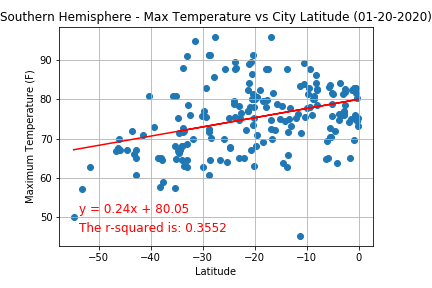 Southern Hemisphere - Max Temperature vs City Latitude (01-20-2020)
Maximum Temperature (F)
90
80
70
60
50
y = 0.24x + 80.05
The r-squared is: 0.3552
−50 −40 −30 −20 −10 0
Latitude